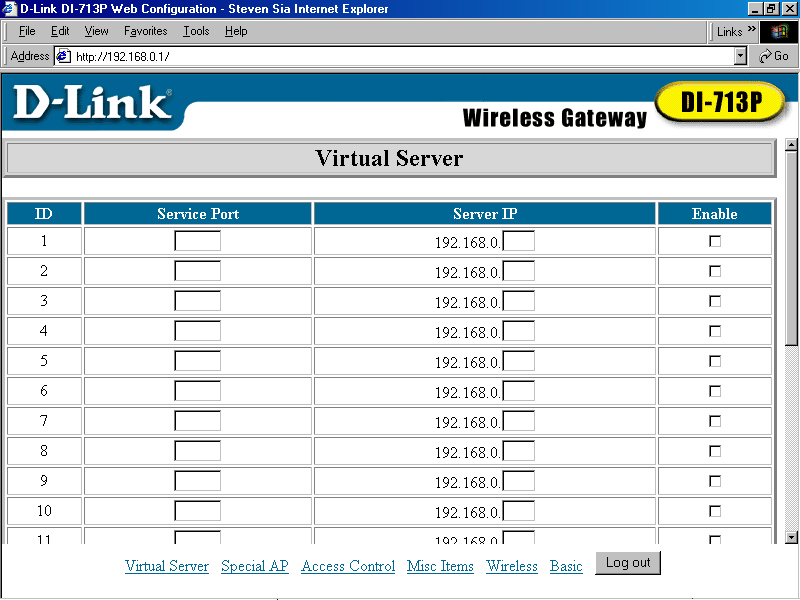 D-Link DI-713P Web Configuration - Steven Sia Internet Explorer
File Edit View Favorites Tools Help Links »
Address http://192.168.0.1/ Go
D-Link® Wireless Gateway DI-713P
Virtual Server
ID Service Port Server IP Enable
1 192.168.0.
2 192.168.0.
3 192.168.0.
4 192.168.0.
5 192.168.0.
6 192.168.0.
7 192.168.0.
8 192.168.0.
9 192.168.0.
10 192.168.0.
11 192.168.0.
Virtual Server Special AP Access Control Misc Items Wireless Basic Log out